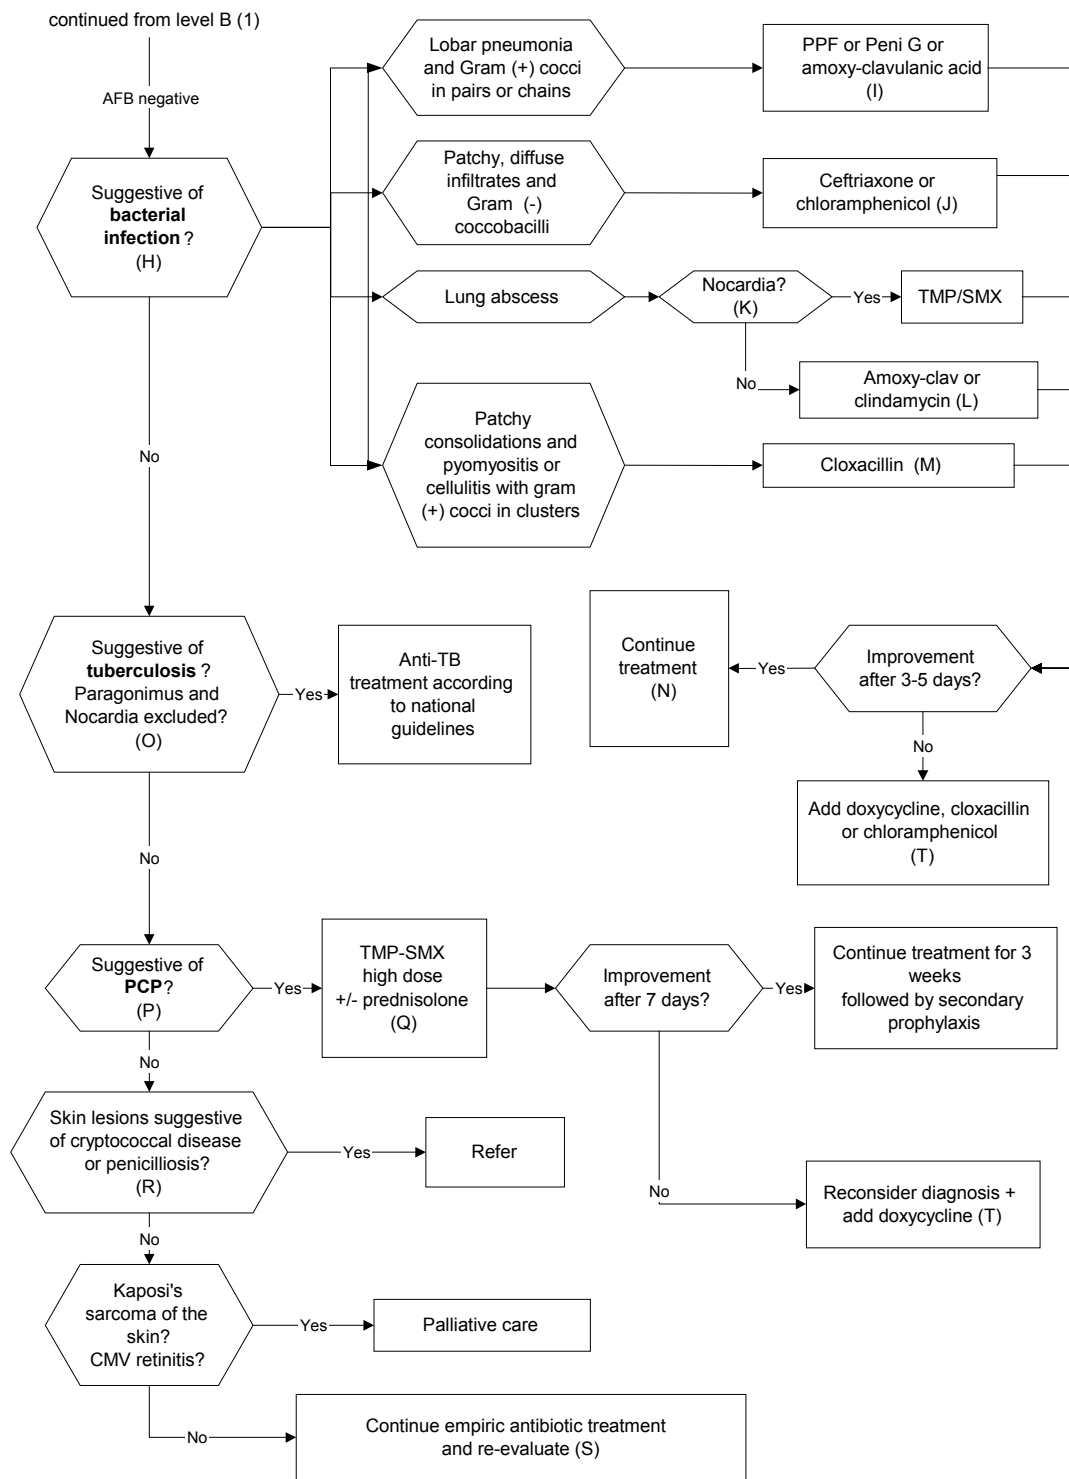 continued from level B (1)
AFB negative
Suggestive of
bacterial
infection ?
(H)
Lobar pneumonia
and Gram (+) cocci
in pairs or chains
PPF or Peni G or
amoxy-clavulanic acid
(I)
Patchy, diffuse
infiltrates and
Gram (-)
coccobacilli
Ceftriaxone or
chloramphenicol (J)
Lung abscess
Nocardia?
(K)
Yes
TMP/SMX
No
Amoxy-clav or
clindamycin (L)
Patchy
consolidations and
pyomyositis or
cellulitis with gram
(+) cocci in clusters
Cloxacillin (M)
No
Suggestive of
tuberculosis ?
Paragonimus and
Nocardia excluded?
(O)
Yes
Anti-TB
treatment according
to national
guidelines
Continue
treatment
(N)
Yes
Improvement
after 3-5 days?
No
Add doxycycline, cloxacillin
or chloramphenicol
(T)
No
Suggestive of
PCP?
(P)
Yes
TMP-SMX
high dose
+/- prednisolone
(Q)
Improvement
after 7 days?
Yes
Continue treatment for 3
weeks
followed by secondary
prophylaxis
No
Reconsider diagnosis +
add doxycycline (T)
No
Skin lesions suggestive
of cryptococcal disease
or penicilliosis?
(R)
Yes
Refer
No
Kaposi's
sarcoma of the
skin?
CMV retinitis?
Yes
Palliative care
No
Continue empiric antibiotic treatment
and re-evaluate (S)